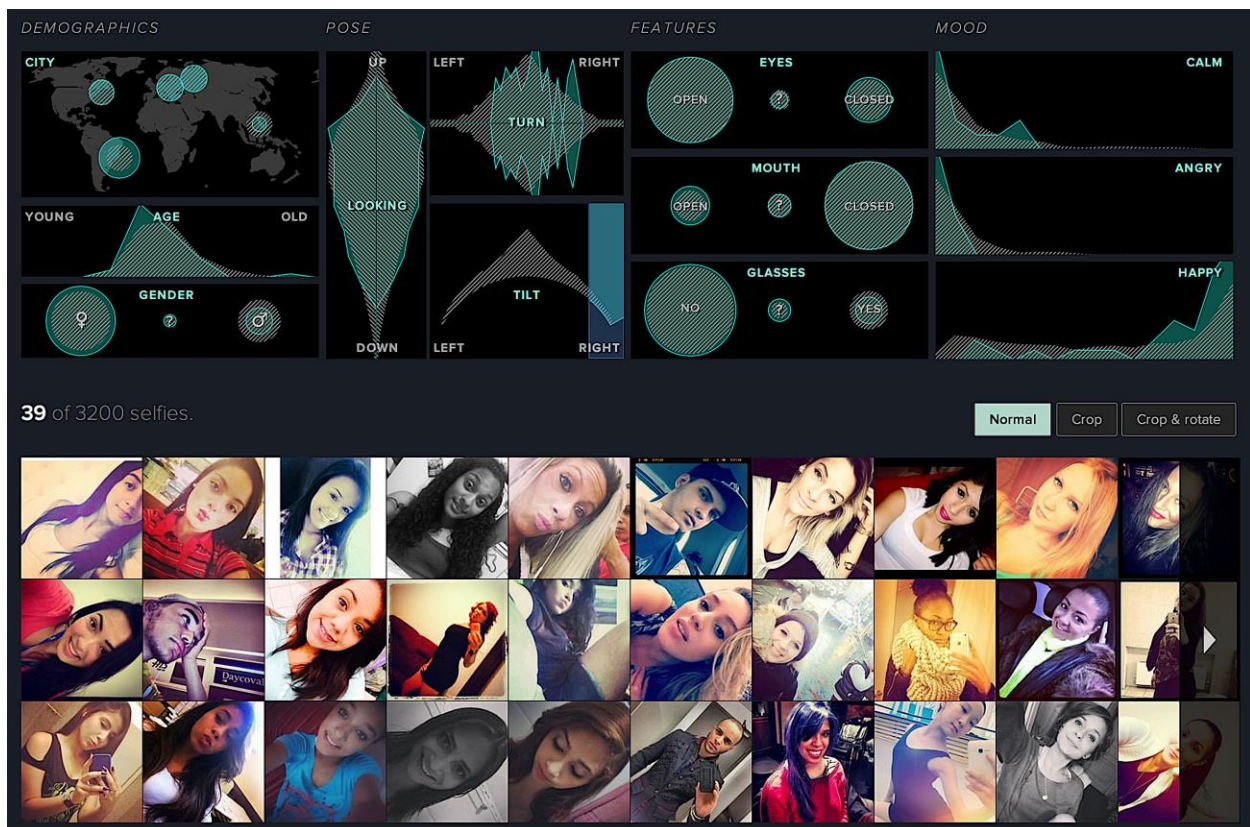 DEMOGRAPHICS
POSE
FEATURES
MOOD
CITY
UP
LEFT
RIGHT
TURN
EYES
OPEN
?
CLOSED
CALM
MOUTH
OPEN
?
CLOSED
ANGRY
YOUNG
AGE
OLD
LOOKING
GENDER
?
TILT
DOWN
LEFT
RIGHT
GLASSES
NO
?
YES
HAPPY
39 of 3200 selfies.
Normal
Crop
Crop & rotate
Daycoval